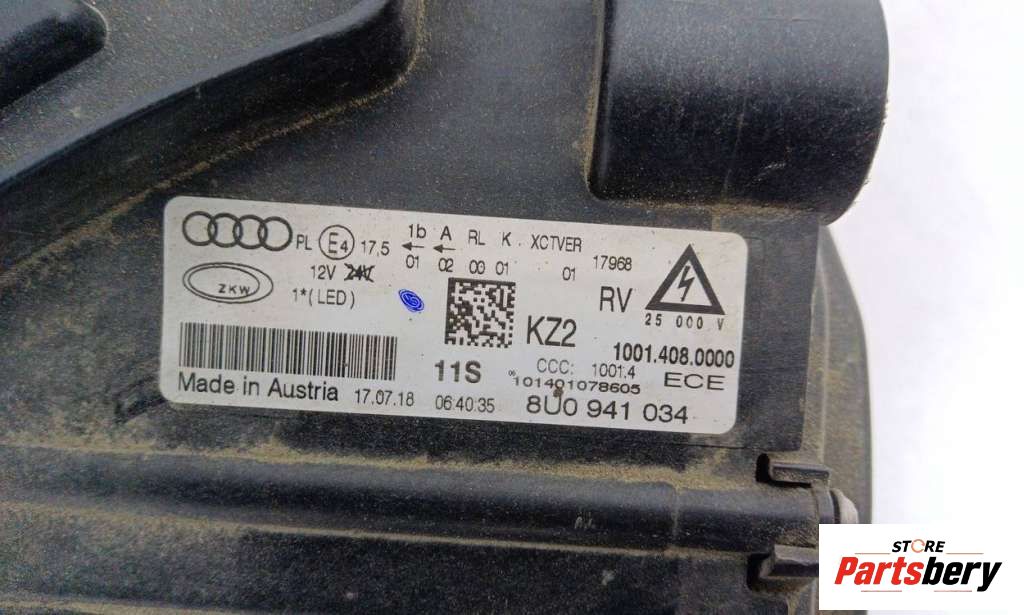 PL E4 17,5 1b A RL K XCTVER 17968
01 02 00 01 01
12V 24V
ZKW
1*(LED)
RV
25 000 V
KZ2
1001.408.0000
11S
CCC: 1001.4
ECE
101401078605
Made in Austria 17.07.18 06:40:35 8U0 941 034
STORE
Partsbery